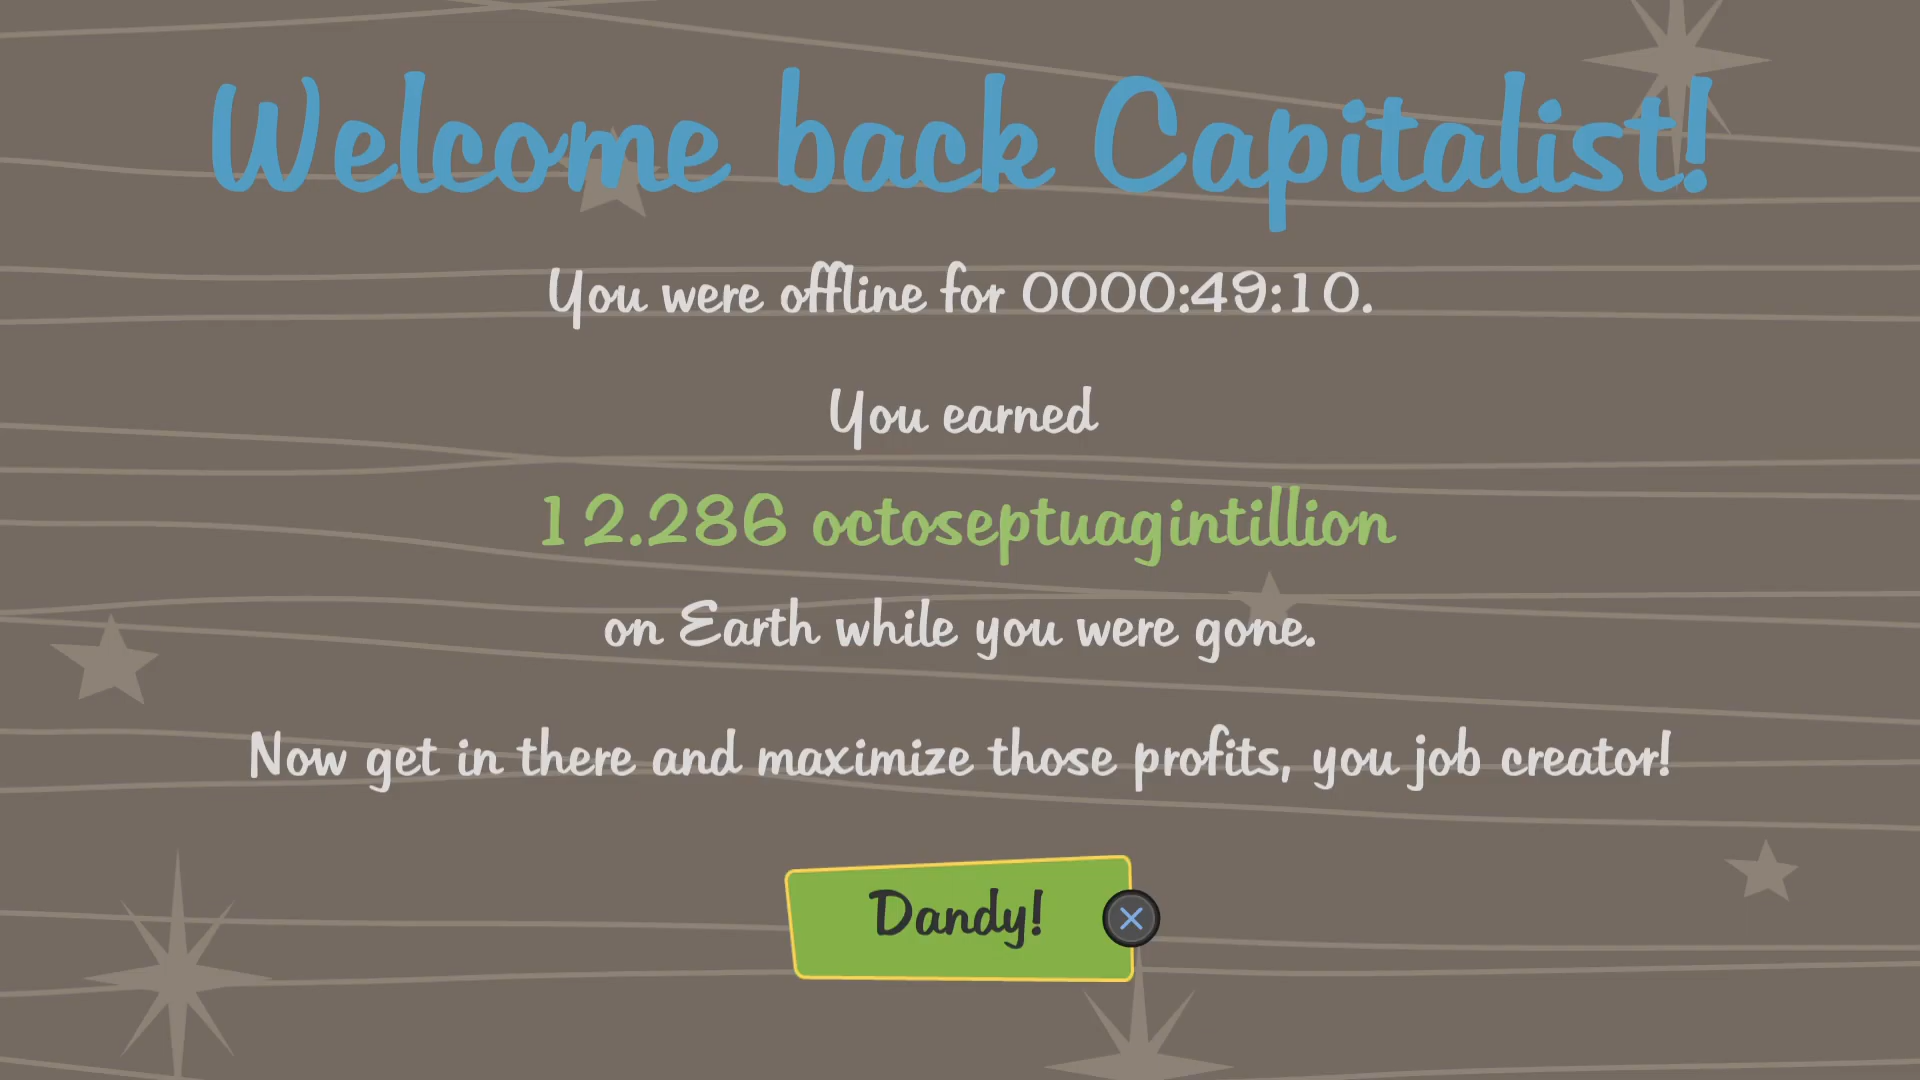 Welcome back Capitalist!
You were offline for 0000:49:10.
You earned
12.286 octoseptuagintillion
on Earth while you were gone.
Now get in there and maximize those profits, you job creator!
Dandy!